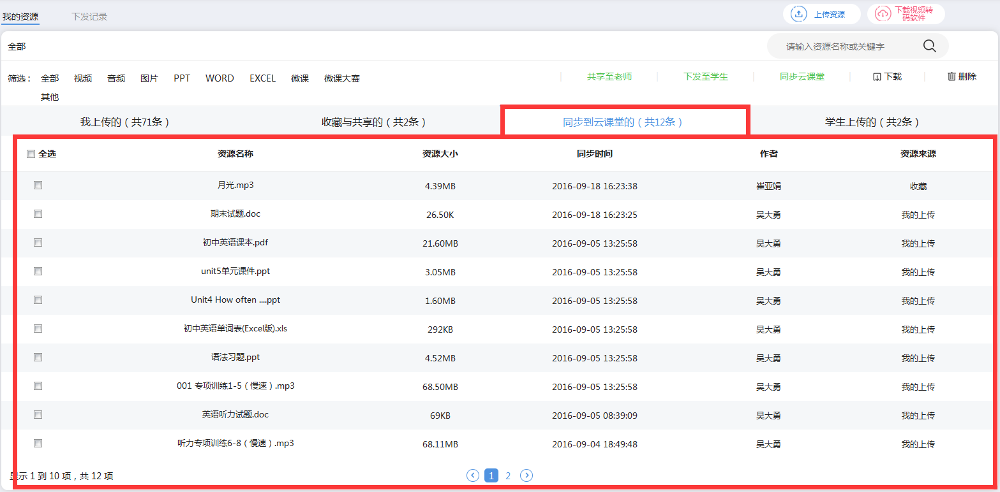 我的资源 下发记录 上传资源 下载视频转
码软件
全部 请输入资源名称或关键字
筛选： 全部 视频 音频 图片 PPT WORD EXCEL 微课 微课大赛 共享至老师 下发至学生 同步云课堂 下载 删除
其他
我上传的（共71条） 收藏与共享的（共2条） 同步到云课堂的（共12条） 学生上传的（共2条）
全选 资源名称 资源大小 同步时间 作者 资源来源
月光.mp3 4.39MB 2016-09-18 16:23:38 崔亚娟 收藏
期末试题.doc 26.50K 2016-09-18 16:23:25 吴大勇 我的上传
初中英语课本.pdf 21.60MB 2016-09-05 13:25:58 吴大勇 我的上传
unit5单元课件.ppt 3.05MB 2016-09-05 13:25:58 吴大勇 我的上传
Unit4 How often ....ppt 1.60MB 2016-09-05 13:25:58 吴大勇 我的上传
初中英语单词表(Excel版).xls 292KB 2016-09-05 13:25:58 吴大勇 我的上传
语法习题.ppt 4.52MB 2016-09-05 13:25:58 吴大勇 我的上传
001 专项训练1-5（慢速）.mp3 68.50MB 2016-09-05 13:25:58 吴大勇 我的上传
英语听力试题.doc 69KB 2016-09-05 08:39:09 吴大勇 我的上传
听力专项训练6-8（慢速）.mp3 68.11MB 2016-09-04 18:49:48 吴大勇 我的上传
显示 1 到 10 项，共 12 项 1 2